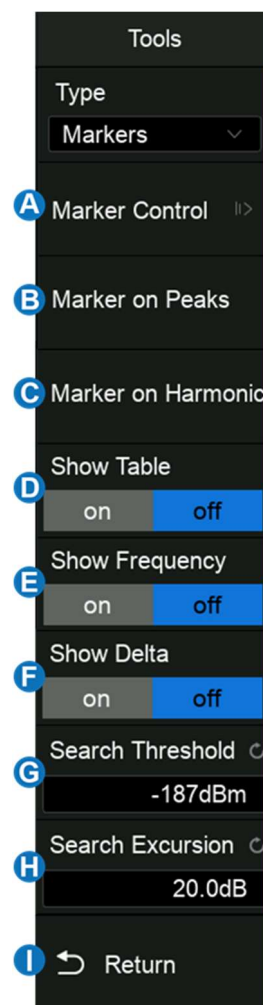 Tools
Type
Markers
A Marker Control
B Marker on Peaks
C Marker on Harmonic
Show Table
D
on off
Show Frequency
E
on off
Show Delta
F
on off
Search Threshold
G
-187dBm
Search Excursion
H
20.0dB
I Return